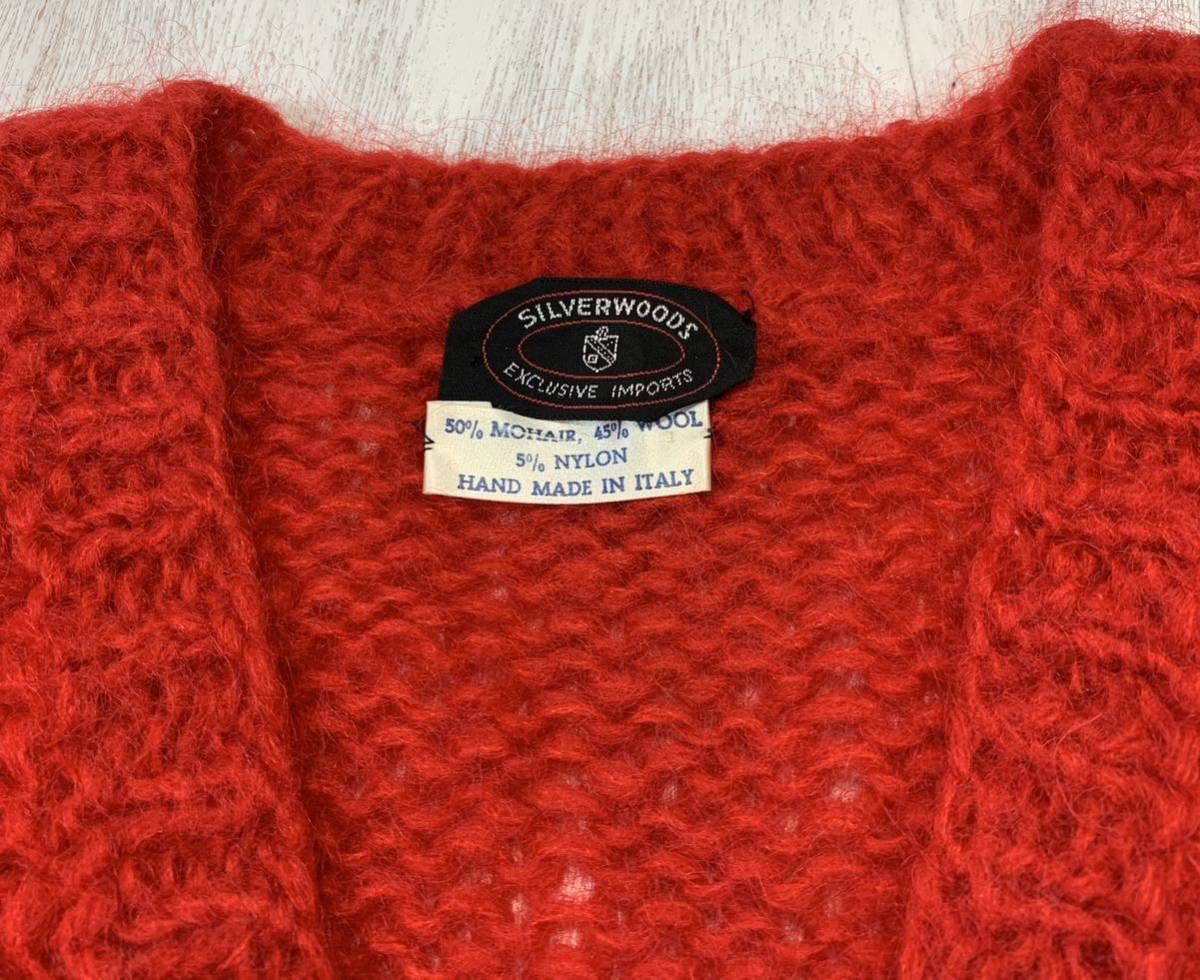 SILVERWOODS
EXCLUSIVE IMPORTS
50% MOHAIR, 45% WOOL
5% NYLON
HAND MADE IN ITALY